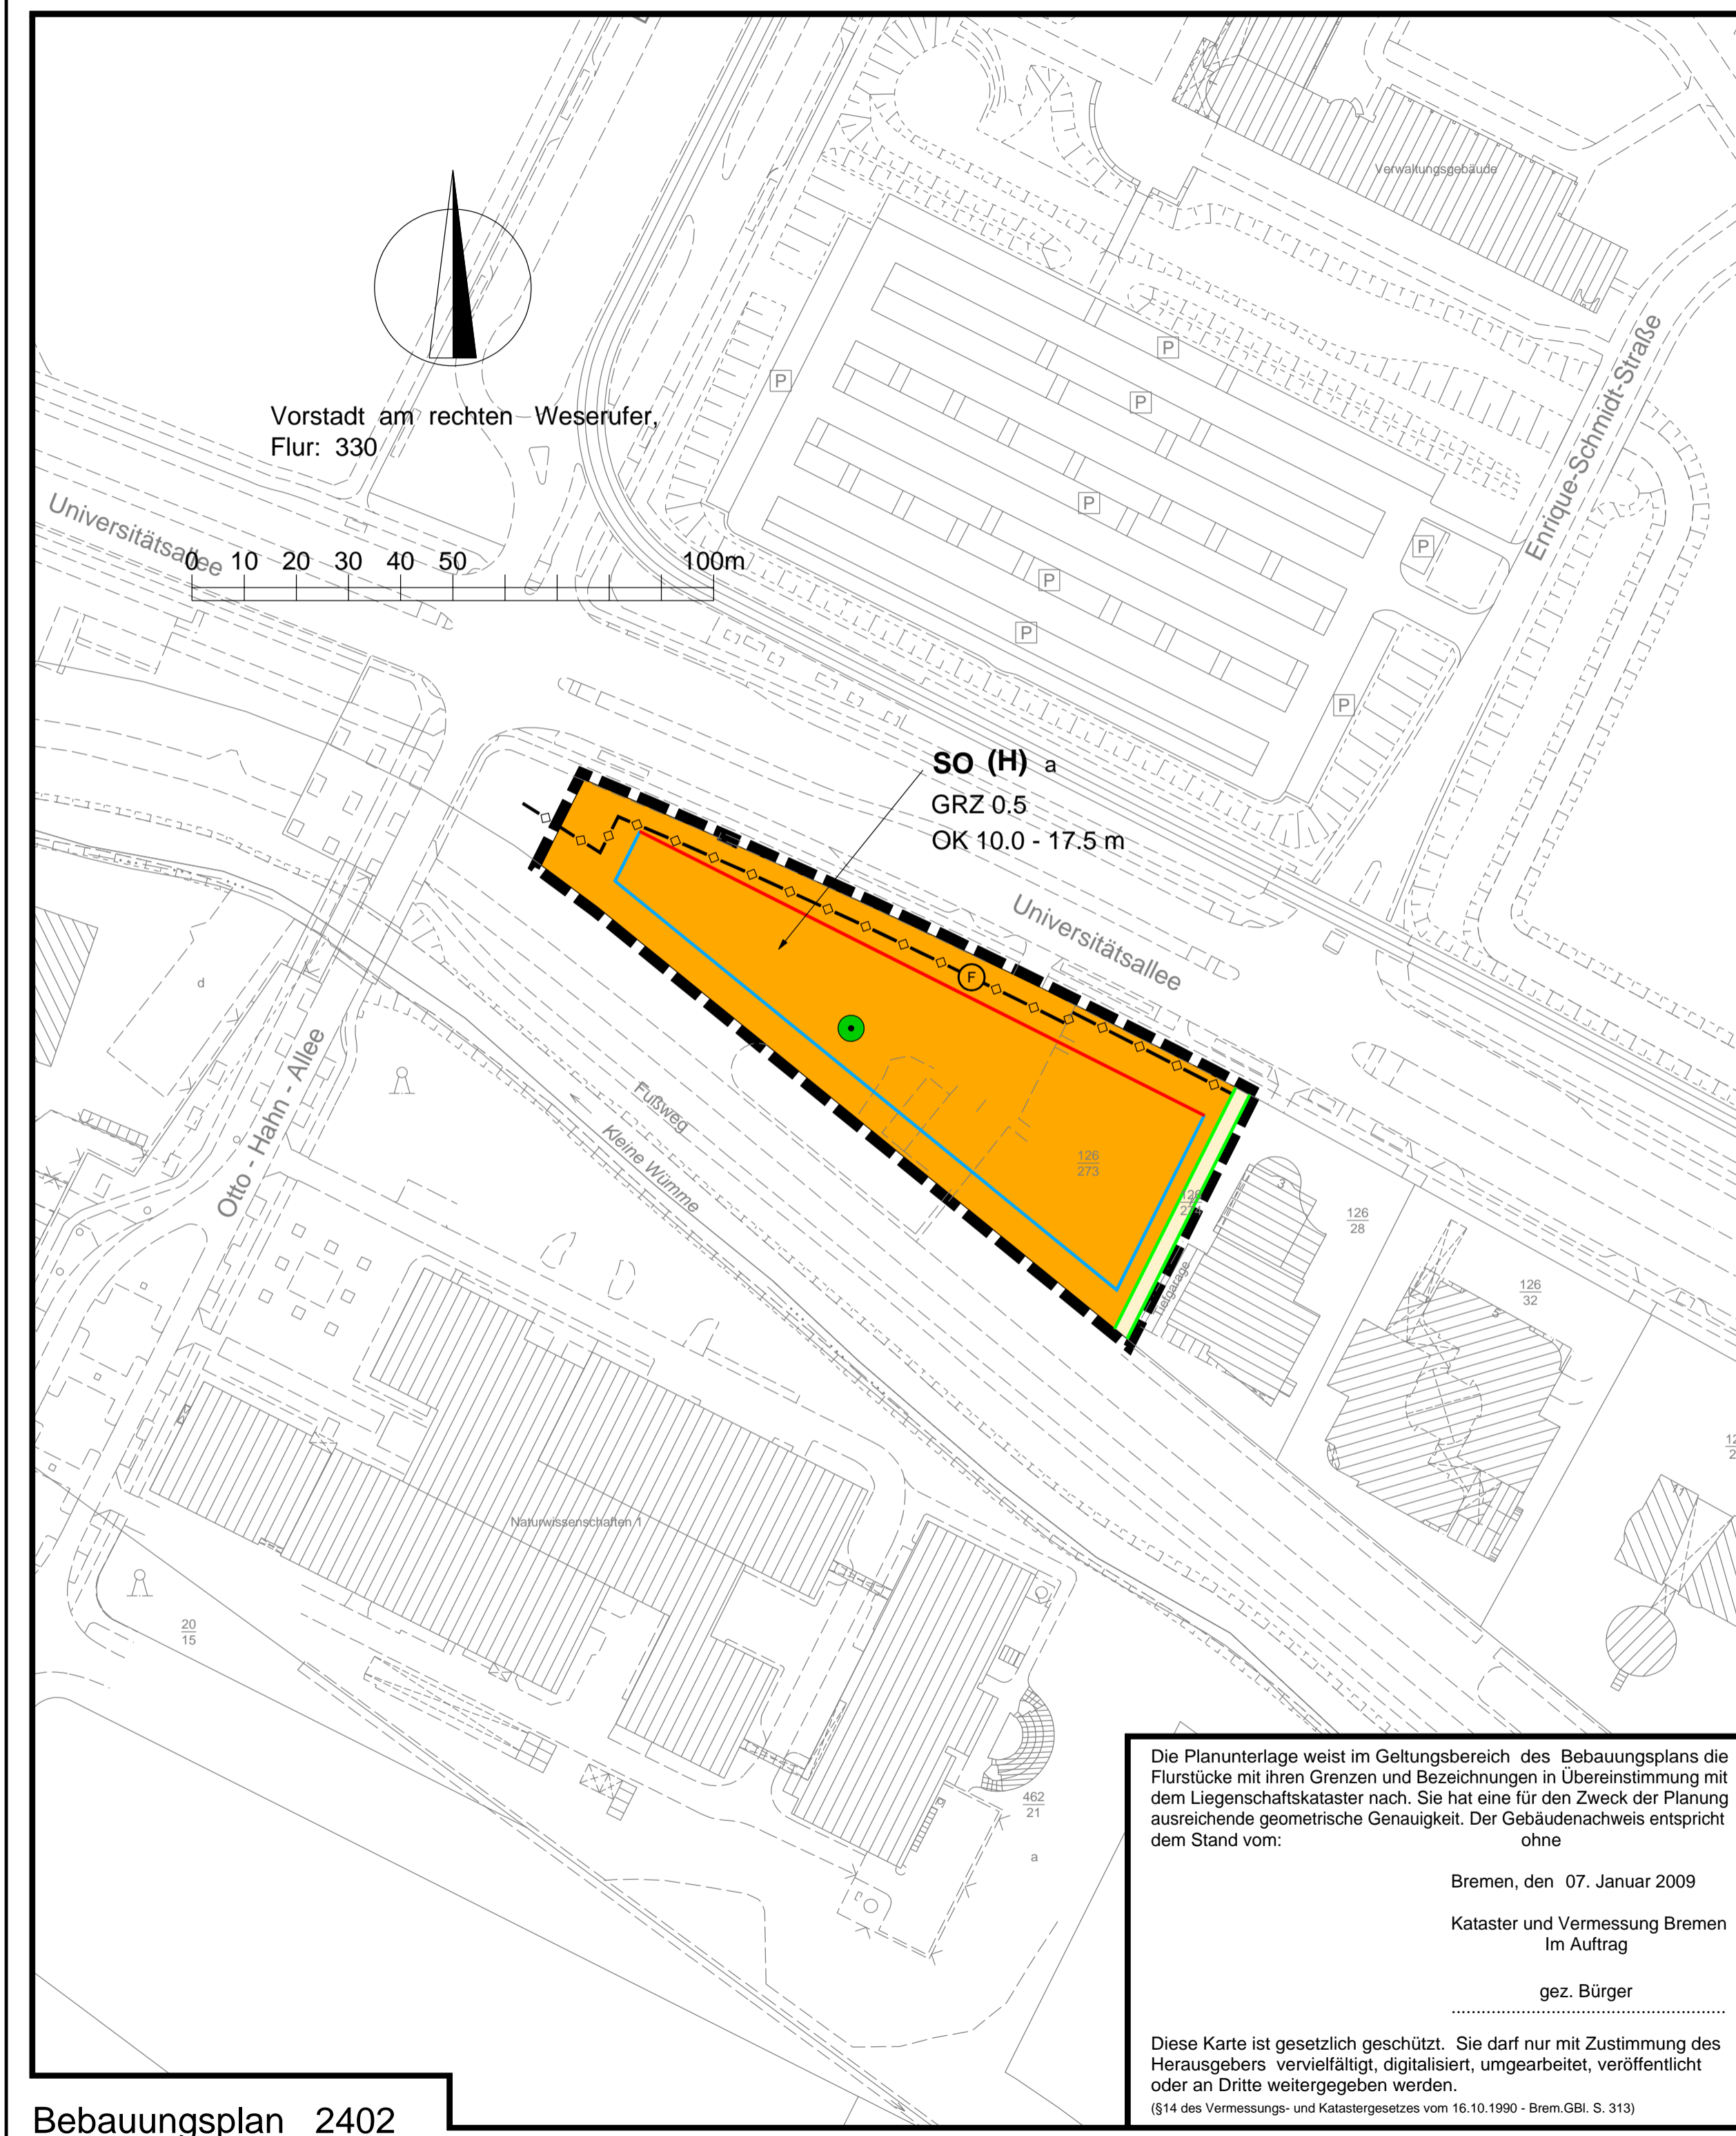 Verwaltungsgebäude
Enrique-Schmidt-Straße
P
P
P
P
P
P
P
P
Vorstadt am rechten Weserufer,
Flur: 330
Universitätsallee
0 10 20 30 40 50 100m
SO (H) a
GRZ 0.5
OK 10.0 - 17.5 m
Universitätsallee
F
d
Otto - Hahn - Allee
Fußweg
Kleine Wümme
126
273
3
126
28
Tiefgarage
126
32
5
11
Naturwissenschaften 1
20
15
462
21
a
Die Planunterlage weist im Geltungsbereich des Bebauungsplans die
Flurstücke mit ihren Grenzen und Bezeichnungen in Übereinstimmung mit
dem Liegenschaftskataster nach. Sie hat eine für den Zweck der Planung
ausreichende geometrische Genauigkeit. Der Gebäudenachweis entspricht
dem Stand vom: ohne
Bremen, den 07. Januar 2009
Kataster und Vermessung Bremen
Im Auftrag
gez. Bürger
Diese Karte ist gesetzlich geschützt. Sie darf nur mit Zustimmung des
Herausgebers vervielfältigt, digitalisiert, umgearbeitet, veröffentlicht
oder an Dritte weitergegeben werden.
(§14 des Vermessungs- und Katastergesetzes vom 16.10.1990 - Brem.GBl. S. 313)
Bebauungsplan 2402